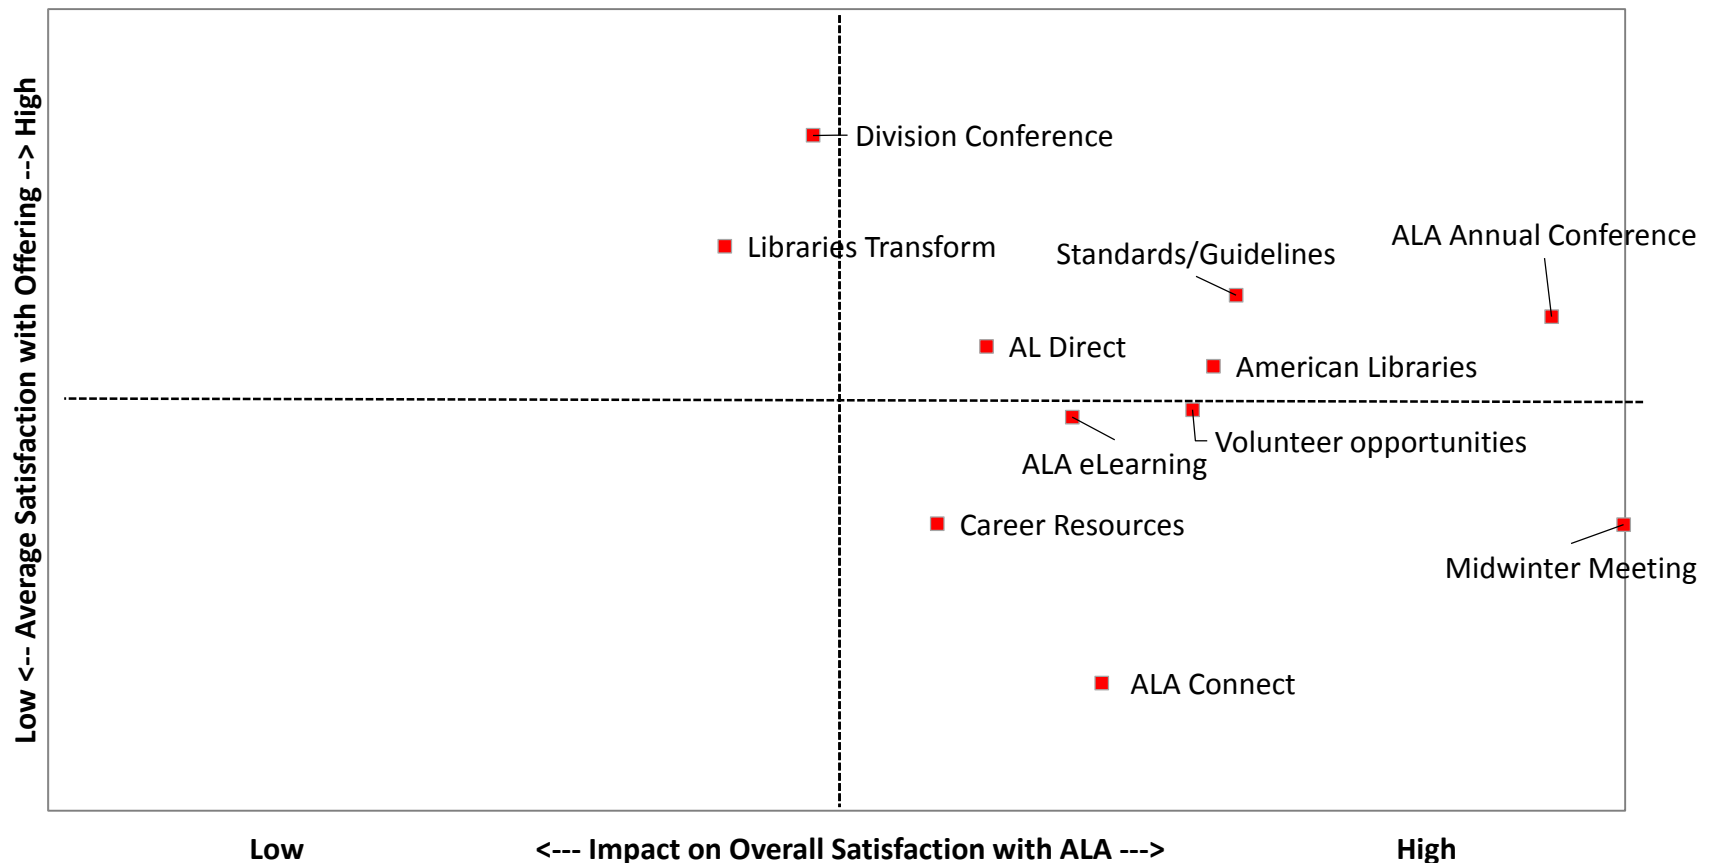 Low <-- Average Satisfaction with Offering --> High
Division Conference
Libraries Transform
ALA Annual Conference
Standards/Guidelines
AL Direct
American Libraries
Volunteer opportunities
ALA eLearning
Career Resources
Midwinter Meeting
ALA Connect
Low <--- Impact on Overall Satisfaction with ALA ---> High